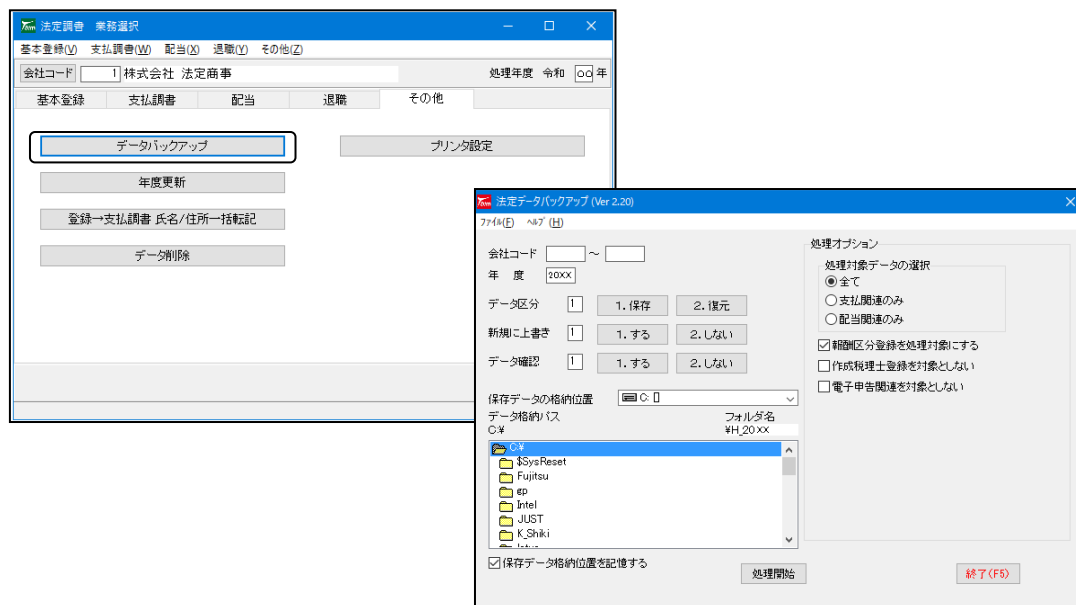 法定調書 業務選択
基本登録(V) 支払調書(W) 配当(X) 退職(Y) その他(Z)
会社コード 1 株式会社 法定商事 処理年度 令和 ○○ 年
基本登録 支払調書 配当 退職 その他
データバックアップ プリンタ設定
年度更新
登録→支払調書 氏名/住所一括転記
データ削除
法定データバックアップ (Ver 2.20)
ファイル(F) ヘルプ(H)
会社コード ～
年 度 20XX
データ区分 1 1.保存 2.復元
新規に上書き 1 1.する 2.しない
データ確認 1 1.する 2.しない
保存データの格納位置 C: []
データ格納パス フォルダ名
C:¥ ¥H_20XX
C:¥
$SysReset
Fujitsu
gp
Intel
JUST
K_Shiki
保存データ格納位置を記憶する
処理オプション
処理対象データの選択
全て
支払関連のみ
配当関連のみ
報酬区分登録を処理対象にする
作成税理士登録を対象としない
電子申告関連を対象としない
処理開始 終了(F5)